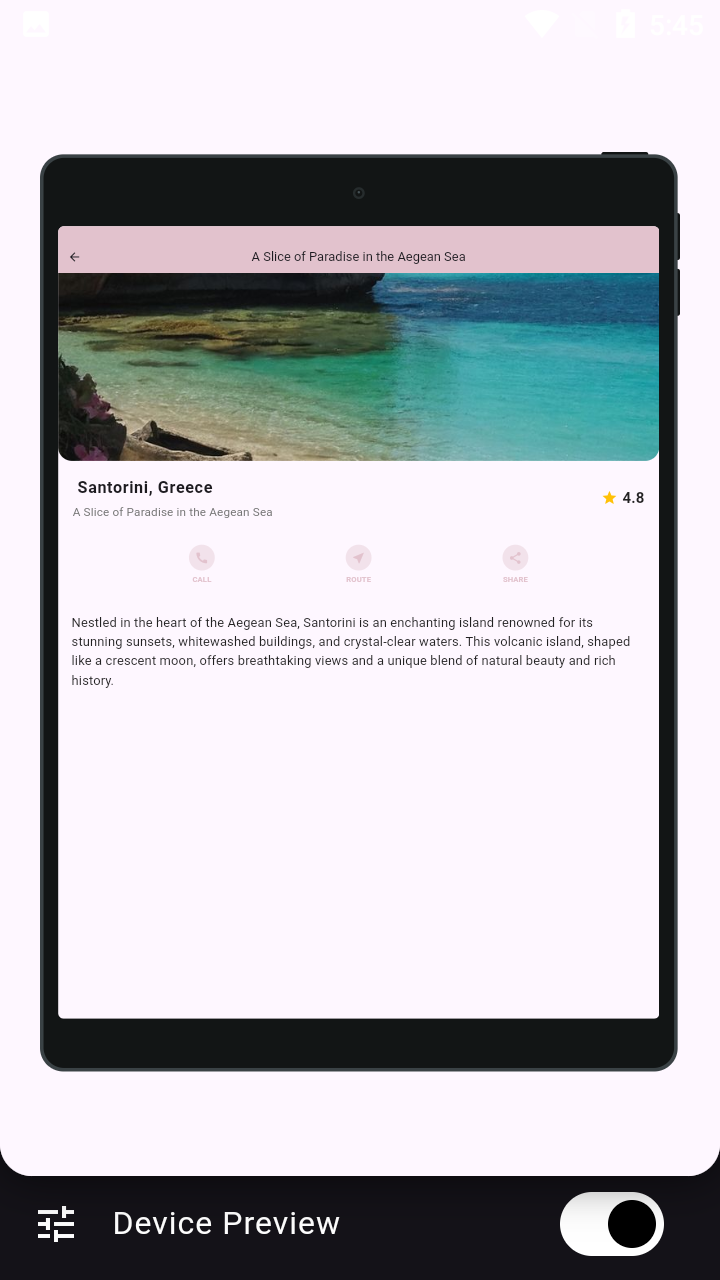 5:45
A Slice of Paradise in the Aegean Sea
Santorini, Greece
A Slice of Paradise in the Aegean Sea
4.8
CALL
ROUTE
SHARE
Nestled in the heart of the Aegean Sea, Santorini is an enchanting island renowned for its
stunning sunsets, whitewashed buildings, and crystal-clear waters. This volcanic island, shaped
like a crescent moon, offers breathtaking views and a unique blend of natural beauty and rich
history.
Device Preview